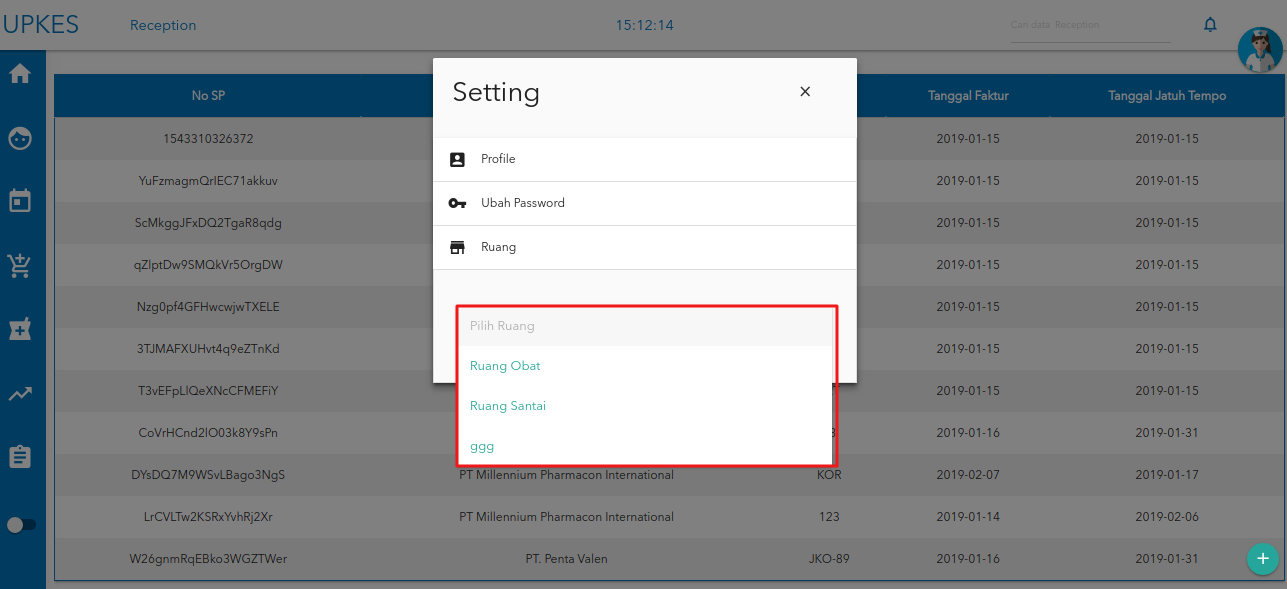 UPKES Reception 15:12:14 Cari data Reception
Setting ×
No SP Tanggal Faktur Tanggal Jatuh Tempo
1543310326372 2019-01-15 2019-01-15
Profile
YuFzmagmQrlEC71akkuv 2019-01-15 2019-01-15
Ubah Password
ScMkggJFxDQ2TgaR8qdg 2019-01-15 2019-01-15
Ruang
qZlptDw9SMQkVr5OrgDW 2019-01-15 2019-01-15
Nzg0pf4GFHwcwjwTXELE 2019-01-15 2019-01-15
Pilih Ruang
3TJMAFXUHvt4q9eZTnKd 2019-01-15 2019-01-15
Ruang Obat
T3vEFpLlQeXNcCFMEFiY 2019-01-15 2019-01-15
Ruang Santai
CoVrHCnd2lO03k8Y9sPn 2019-01-16 2019-01-31
ggg
DYsDQ7M9WSvLBago3NgS PT Millennium Pharmacon International KOR 2019-02-07 2019-01-17
LrCVLTw2KSRxYvhRj2Xr PT Millennium Pharmacon International 123 2019-01-14 2019-02-06
W26gnmRqEBko3WGZTWer PT. Penta Valen JKO-89 2019-01-16 2019-01-31